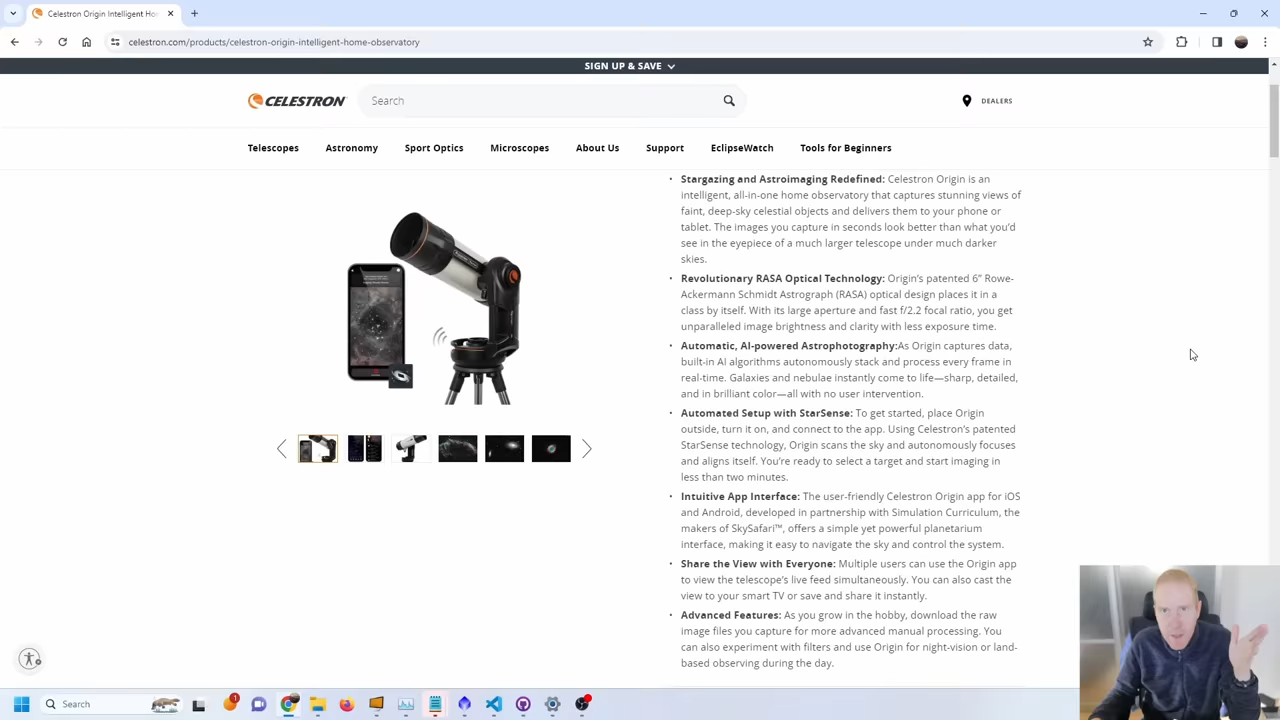 Celestron Origin Intelligent Ho
celestron.com/products/celestron-origin-intelligent-home-observatory
SIGN UP & SAVE
CELESTRON
Search
DEALERS
Telescopes
Astronomy
Sport Optics
Microscopes
About Us
Support
EclipseWatch
Tools for Beginners
• Stargazing and Astroimaging Redefined: Celestron Origin is an
intelligent, all-in-one home observatory that captures stunning views of
faint, deep-sky celestial objects and delivers them to your phone or
tablet. The images you capture in seconds look better than what you'd
see in the eyepiece of a much larger telescope under much darker
skies.
• Revolutionary RASA Optical Technology: Origin's patented 6” Rowe-
Ackermann Schmidt Astrograph (RASA) optical design places it in a
class by itself. With its large aperture and fast f/2.2 focal ratio, you get
unparalleled image brightness and clarity with less exposure time.
• Automatic, AI-powered Astrophotography:As Origin captures data,
built-in AI algorithms autonomously stack and process every frame in
real-time. Galaxies and nebulae instantly come to life—sharp, detailed,
and in brilliant color—all with no user intervention.
• Automated Setup with StarSense: To get started, place Origin
outside, turn it on, and connect to the app. Using Celestron's patented
StarSense technology, Origin scans the sky and autonomously focuses
and aligns itself. You're ready to select a target and start imaging in
less than two minutes.
• Intuitive App Interface: The user-friendly Celestron Origin app for iOS
and Android, developed in partnership with Simulation Curriculum, the
makers of SkySafari™, offers a simple yet powerful planetarium
interface, making it easy to navigate the sky and control the system.
• Share the View with Everyone: Multiple users can use the Origin app
to view the telescope's live feed simultaneously. You can also cast the
view to your smart TV or save and share it instantly.
• Advanced Features: As you grow in the hobby, download the raw
image files you capture for more advanced manual processing. You
can also experiment with filters and use Origin for night-vision or land-
based observing during the day.
Search
1